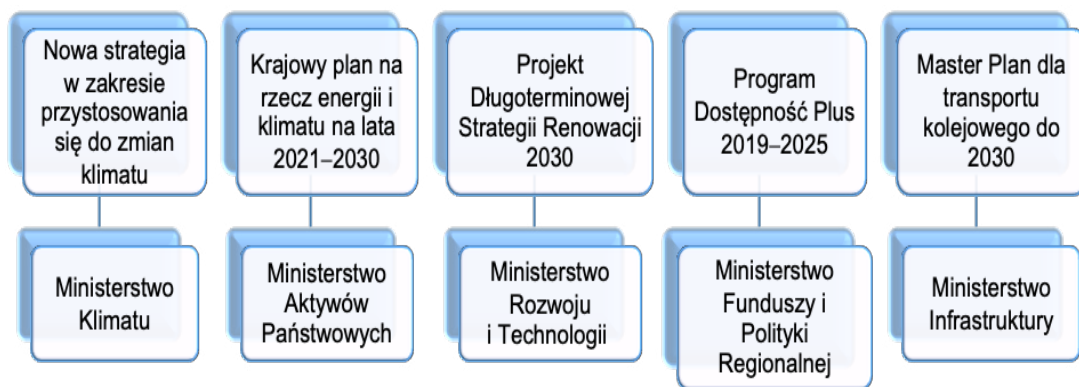 Nowa strategia
w zakresie
przystosowania
się do zmian
klimatu
Krajowy plan na
rzecz energii i
klimatu na lata
2021–2030
Projekt
Długoterminowej
Strategii Renowacji
2030
Program
Dostępność Plus
2019–2025
Master Plan dla
transportu
kolejowego do
2030
Ministerstwo
Klimatu
Ministerstwo
Aktywów
Państwowych
Ministerstwo
Rozwoju
i Technologii
Ministerstwo
Funduszy i
Polityki
Regionalnej
Ministerstwo
Infrastruktury